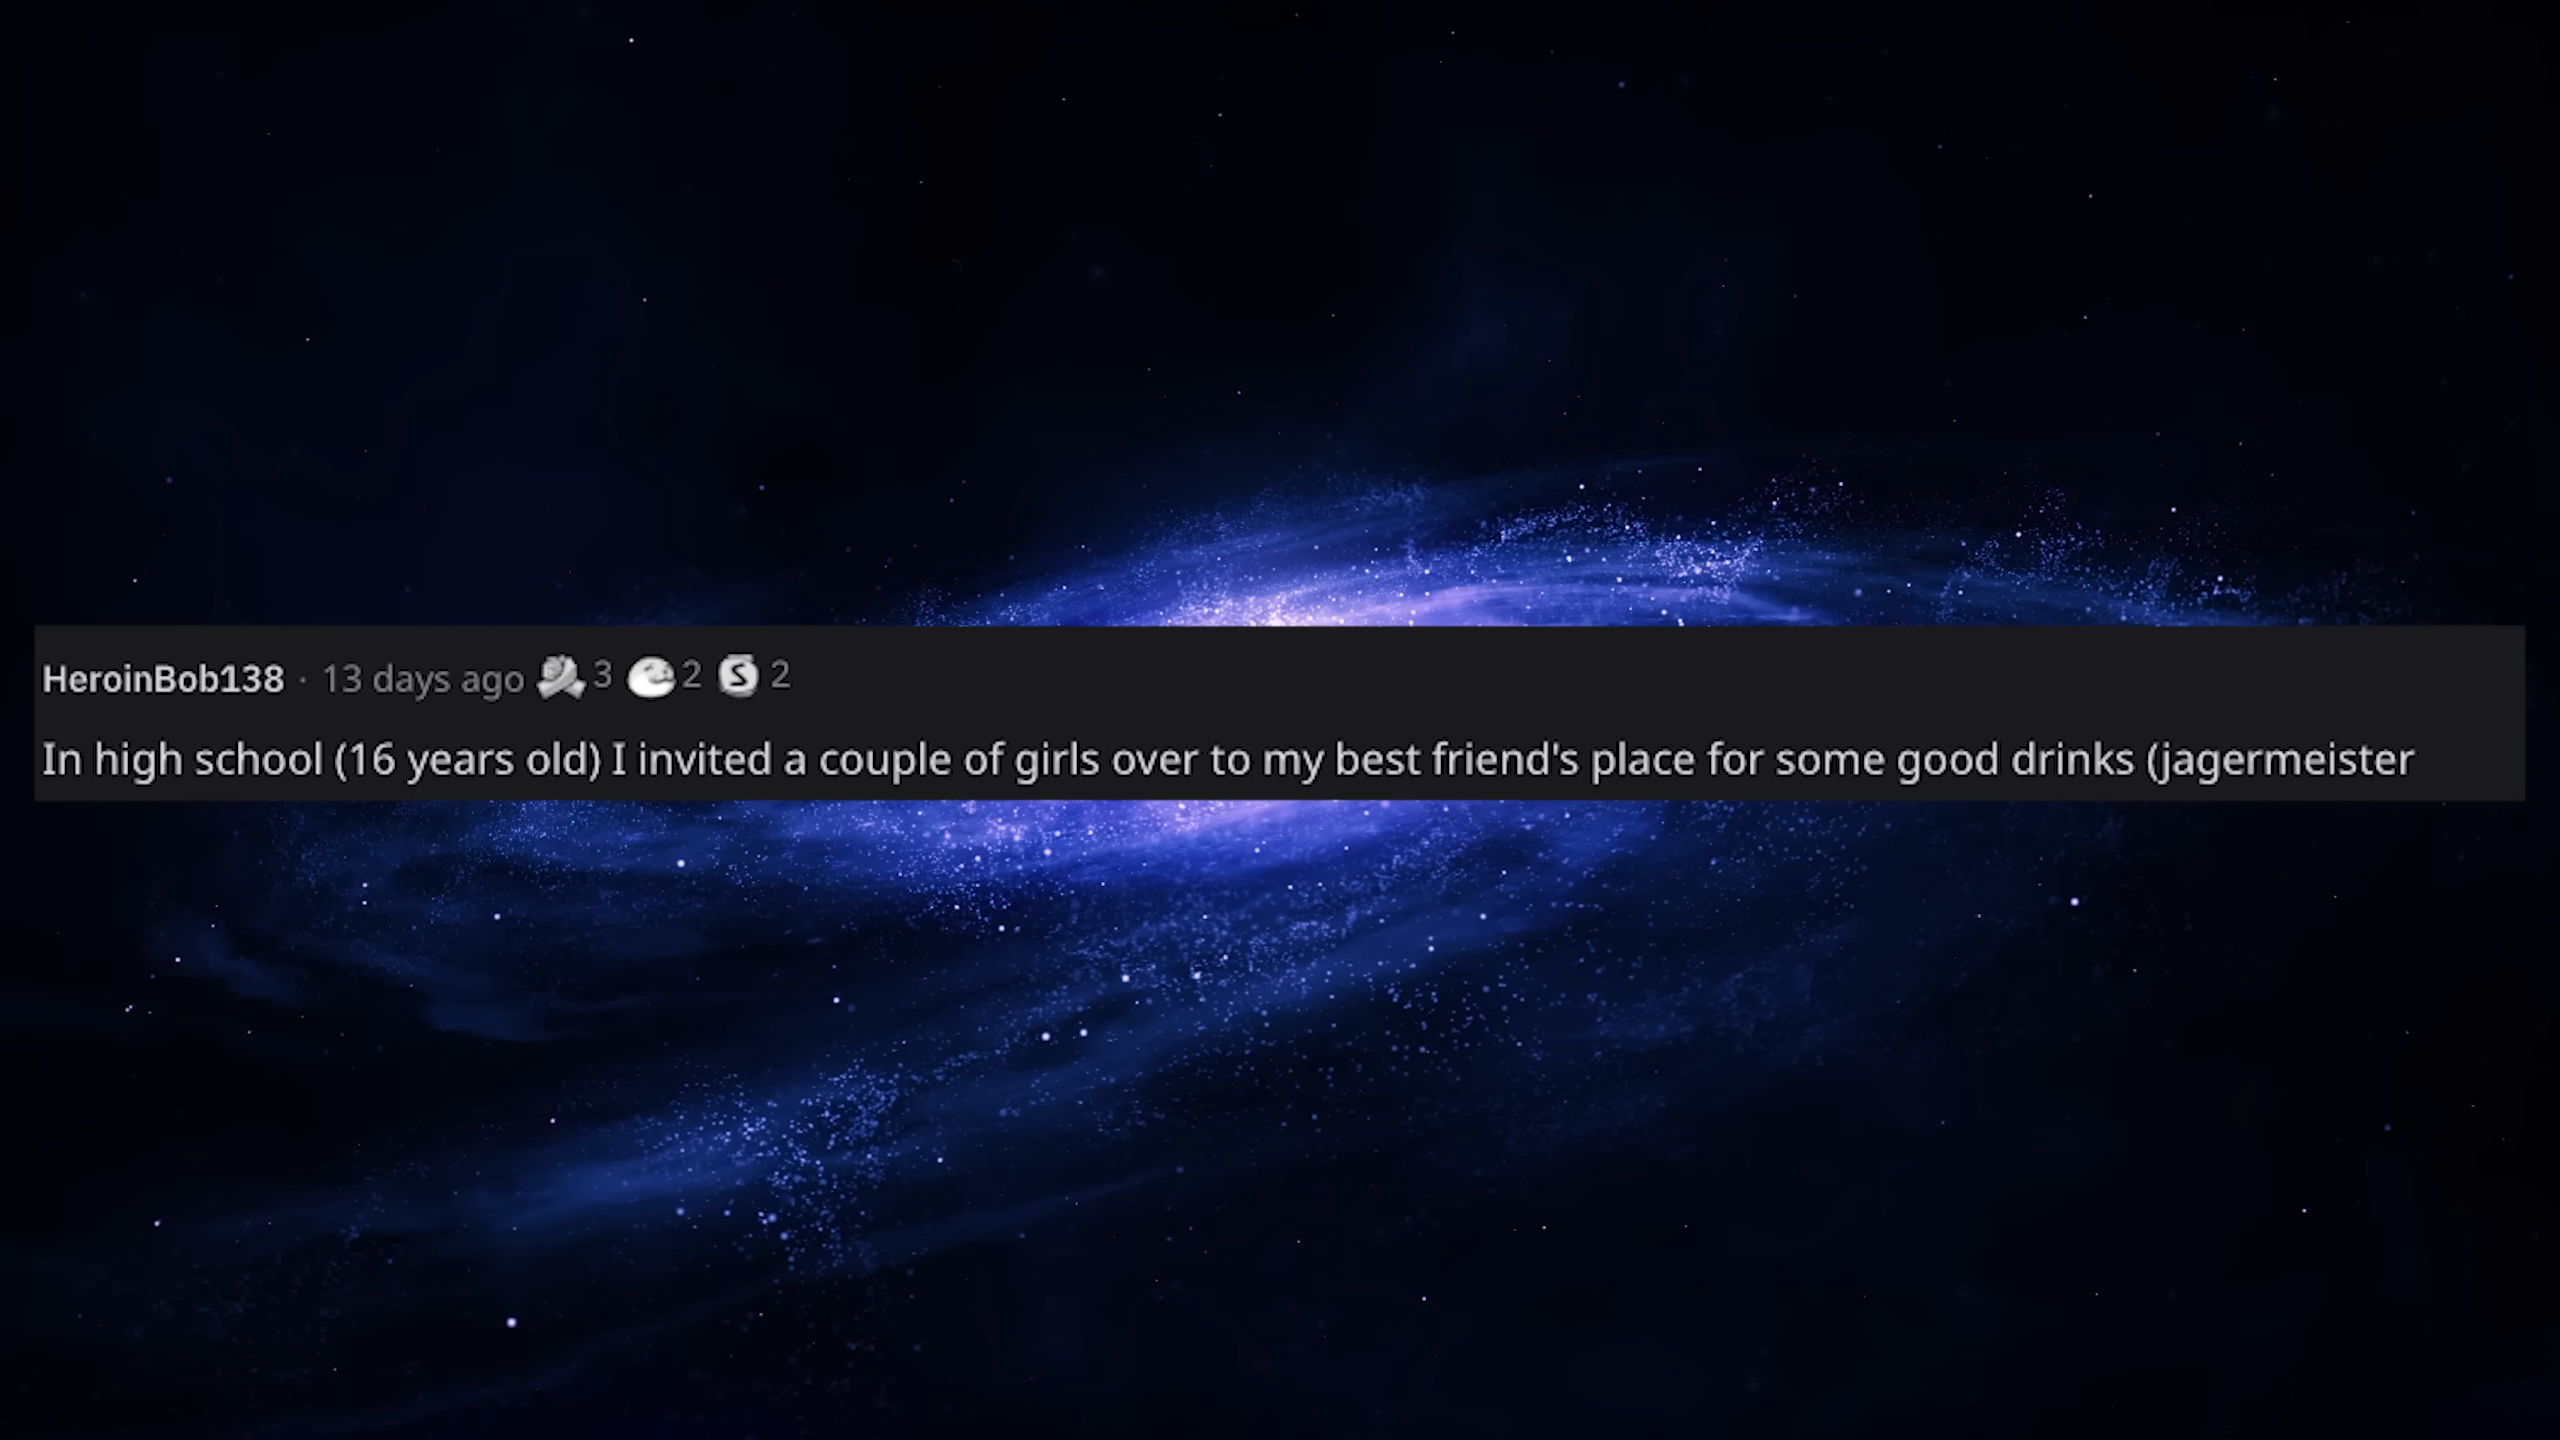 HeroinBob138 · 13 days ago 3 2 S 2
In high school (16 years old) I invited a couple of girls over to my best friend's place for some good drinks (jagermeister